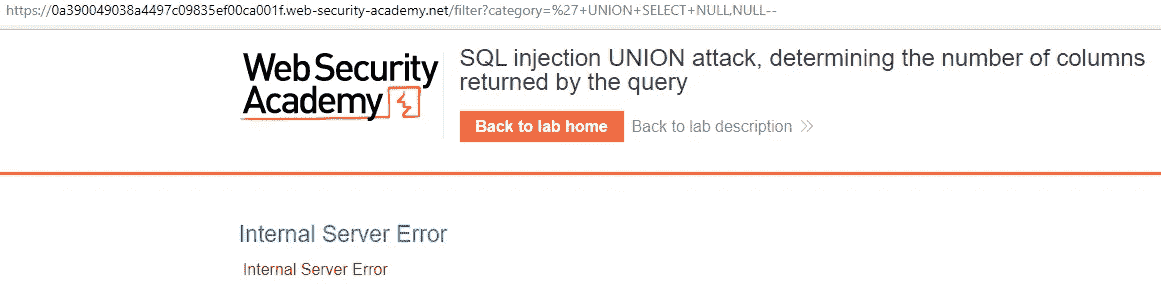 https://0a390049038a4497c09835ef00ca001f.web-security-academy.net/filter?category=%27+UNION+SELECT+NULL,NULL--
Web Security
Academy
SQL injection UNION attack, determining the number of columns
returned by the query
Back to lab home Back to lab description
Internal Server Error
Internal Server Error